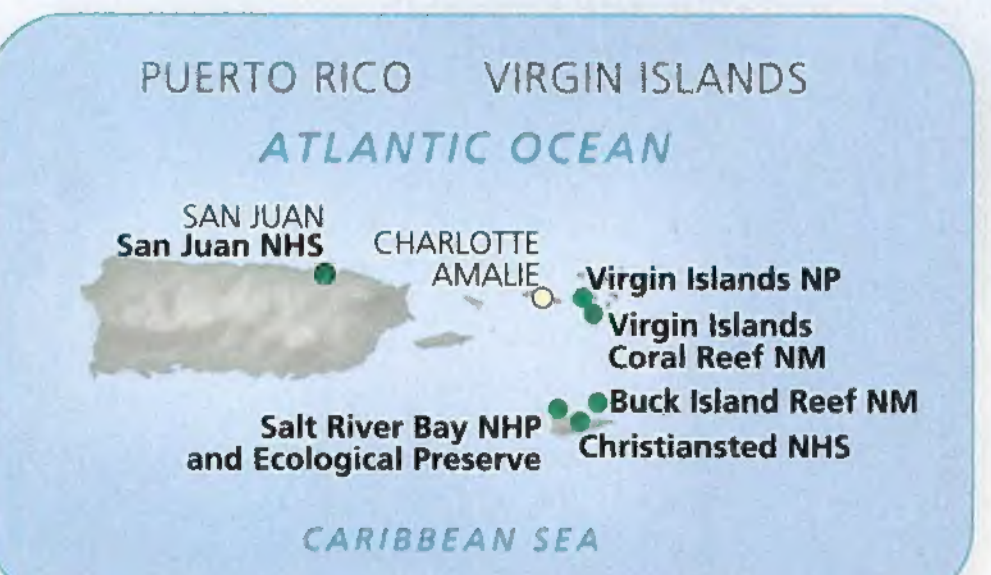 PUERTO RICO VIRGIN ISLANDS
ATLANTIC OCEAN
SAN JUAN
San Juan NHS
CHARLOTTE
AMALIE
Virgin Islands NP
Virgin Islands
Coral Reef NM
Buck Island Reef NM
Salt River Bay NHP
and Ecological Preserve
Christiansted NHS
CARIBBEAN SEA